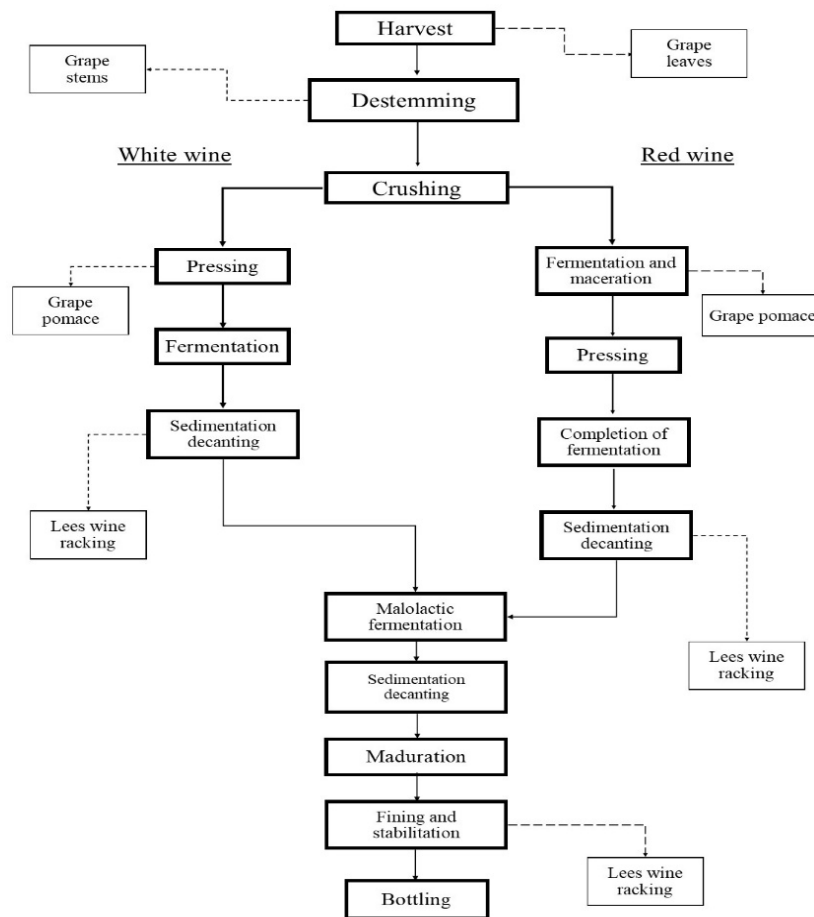 Harvest
Grape
leaves
Grape
stems
Destemming
White wine
Red wine
Crushing
Pressing
Fermentation and
maceration
Grape
pomace
Grape pomace
Fermentation
Pressing
Sedimentation
decanting
Completion of
fermentation
Lees wine
racking
Sedimentation
decanting
Malolactic
fermentation
Lees wine
racking
Sedimentation
decanting
Maduration
Fining and
stabilitation
Lees wine
racking
Bottling